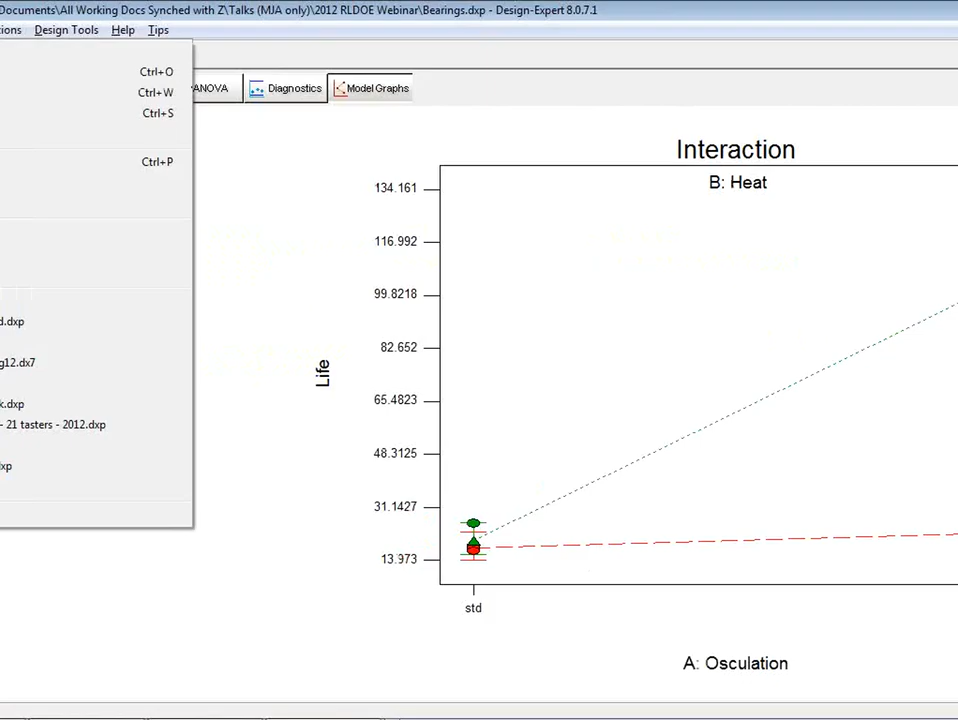 Documents\All Working Docs Synched with Z\Talks (MJA only)\2012 RLDOE Webinar\Bearings.dxp - Design-Expert 8.0.7.1
ions Design Tools Help Tips
Ctrl+O
Ctrl+W
Ctrl+S
Ctrl+P
d.dxp
g12.dx7
k.dxp
- 21 tasters - 2012.dxp
xp
ANOVA Diagnostics Model Graphs
Interaction
B: Heat
134.161
116.992
99.8218
82.652
65.4823
48.3125
31.1427
13.973
Life
std
A: Osculation